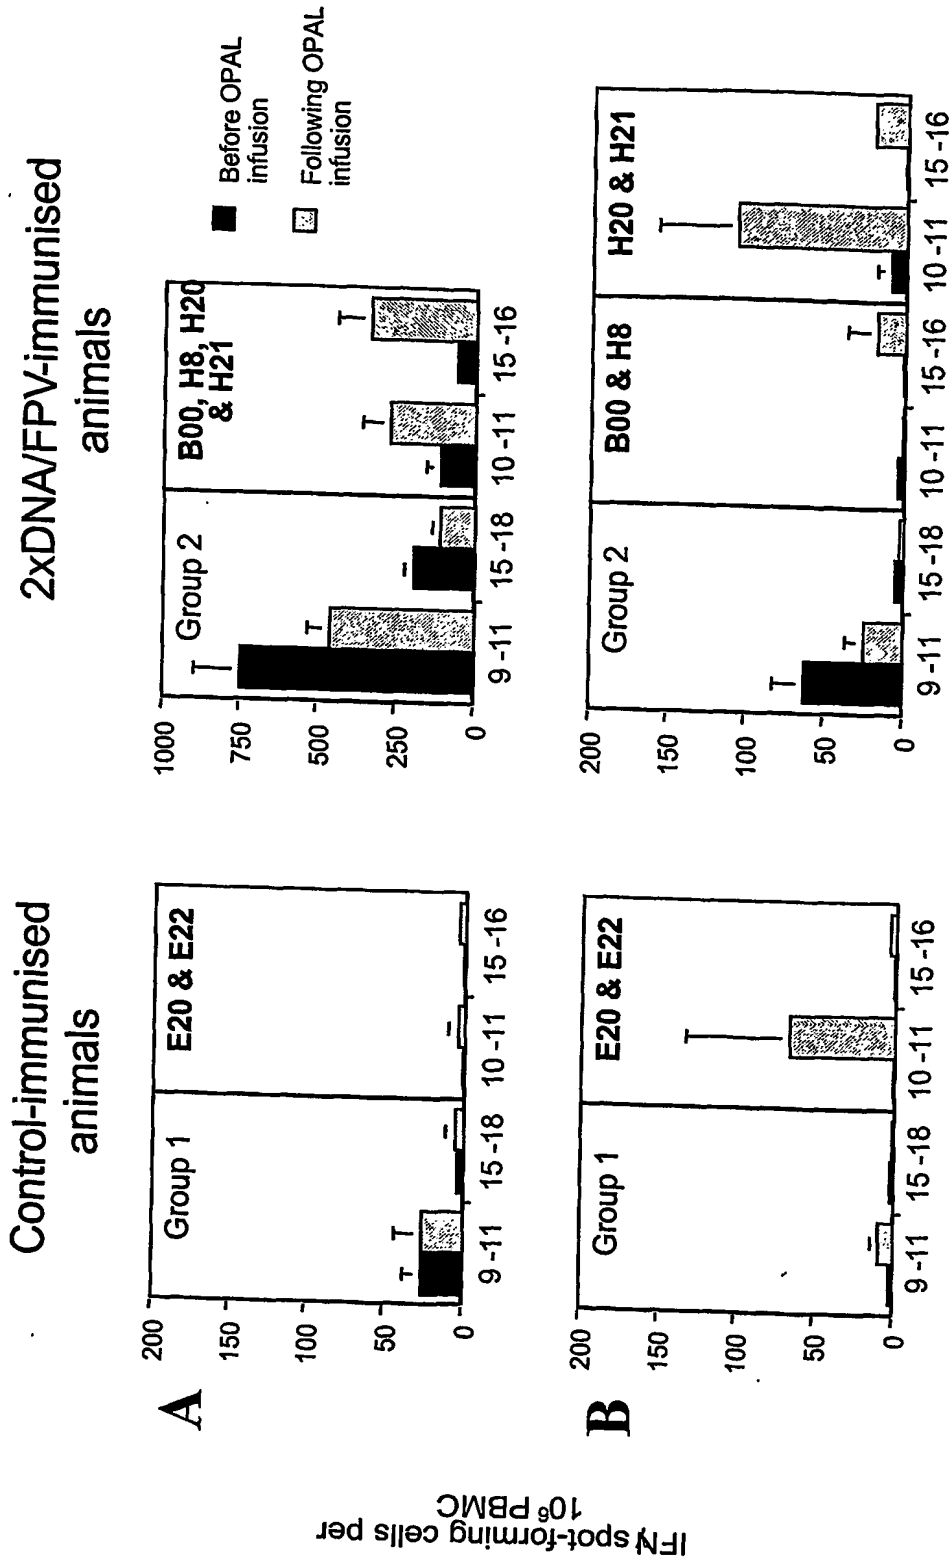 Control-immunised
animals
2xDNA/FPV-immunised
animals
Before OPAL
infusion
Following OPAL
infusion
A
200
150
100
50
0
Group 1
E20 & E22
9 -11
15 -18
10 -11
15 -16
1000
750
500
250
0
Group 2
B00, H8, H20
& H21
9 -11
15 -18
10 -11
15 -16
B
200
150
100
50
0
Group 1
E20 & E22
9 -11
15 -18
10 -11
15 -16
200
150
100
50
0
Group 2
B00 & H8
H20 & H21
9 -11
15 -18
10 -11
15 -16
10 -11
15 -16
IFN spot-forming cells per
10⁶ PBMC